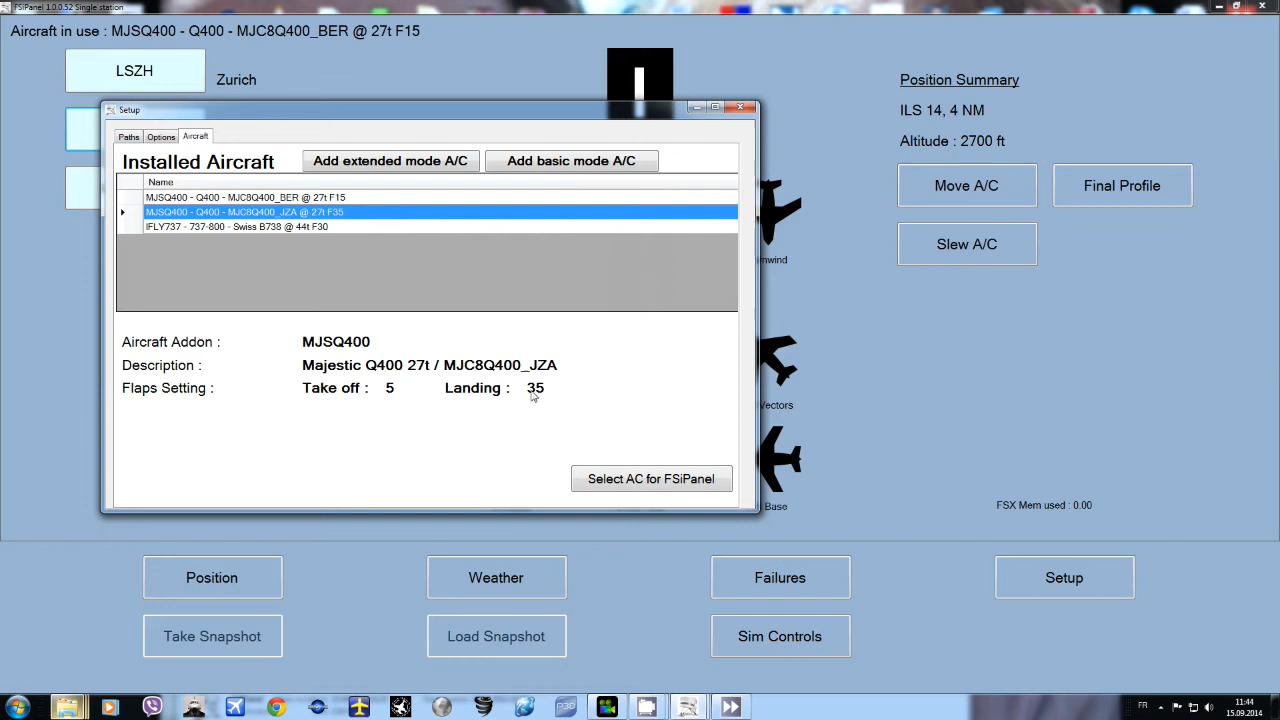 FSiPanel 1.0.0.52 Single station
Aircraft in use : MJSQ400 - Q400 - MJC8Q400_BER @ 27t F15
LSZH
Zurich
Position Summary
ILS 14, 4 NM
Altitude : 2700 ft
Move A/C
Final Profile
Slew A/C
Setup
Paths
Options
Aircraft
Installed Aircraft
Add extended mode A/C
Add basic mode A/C
Name
MJSQ400 - Q400 - MJC8Q400_BER @ 27t F15
MJSQ400 - Q400 - MJC8Q400_JZA @ 27t F35
IFLY737 - 737-800 - Swiss B738 @ 44t F30
Aircraft Addon : MJSQ400
Description : Majestic Q400 27t / MJC8Q400_JZA
Flaps Setting : Take off : 5 Landing : 35
Select AC for FSiPanel
Vectors
Base
FSX Mem used : 0.00
Position
Weather
Failures
Setup
Take Snapshot
Load Snapshot
Sim Controls
P3D
FR
11:44
15.09.2014